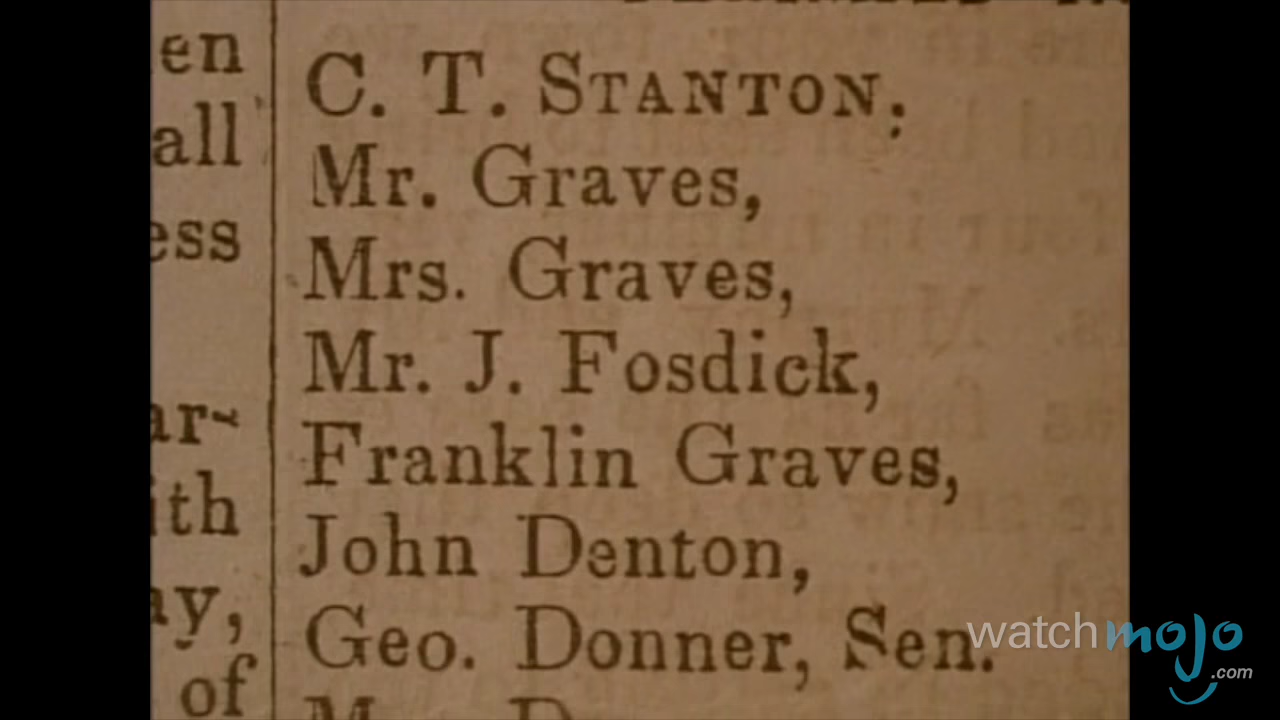 en
all
ess
ar-
ith
ay,
of
C. T. STANTON.
Mr. Graves,
Mrs. Graves,
Mr. J. Fosdick,
Franklin Graves,
John Denton,
Geo. Donner, Sen.
watchmojo
.com